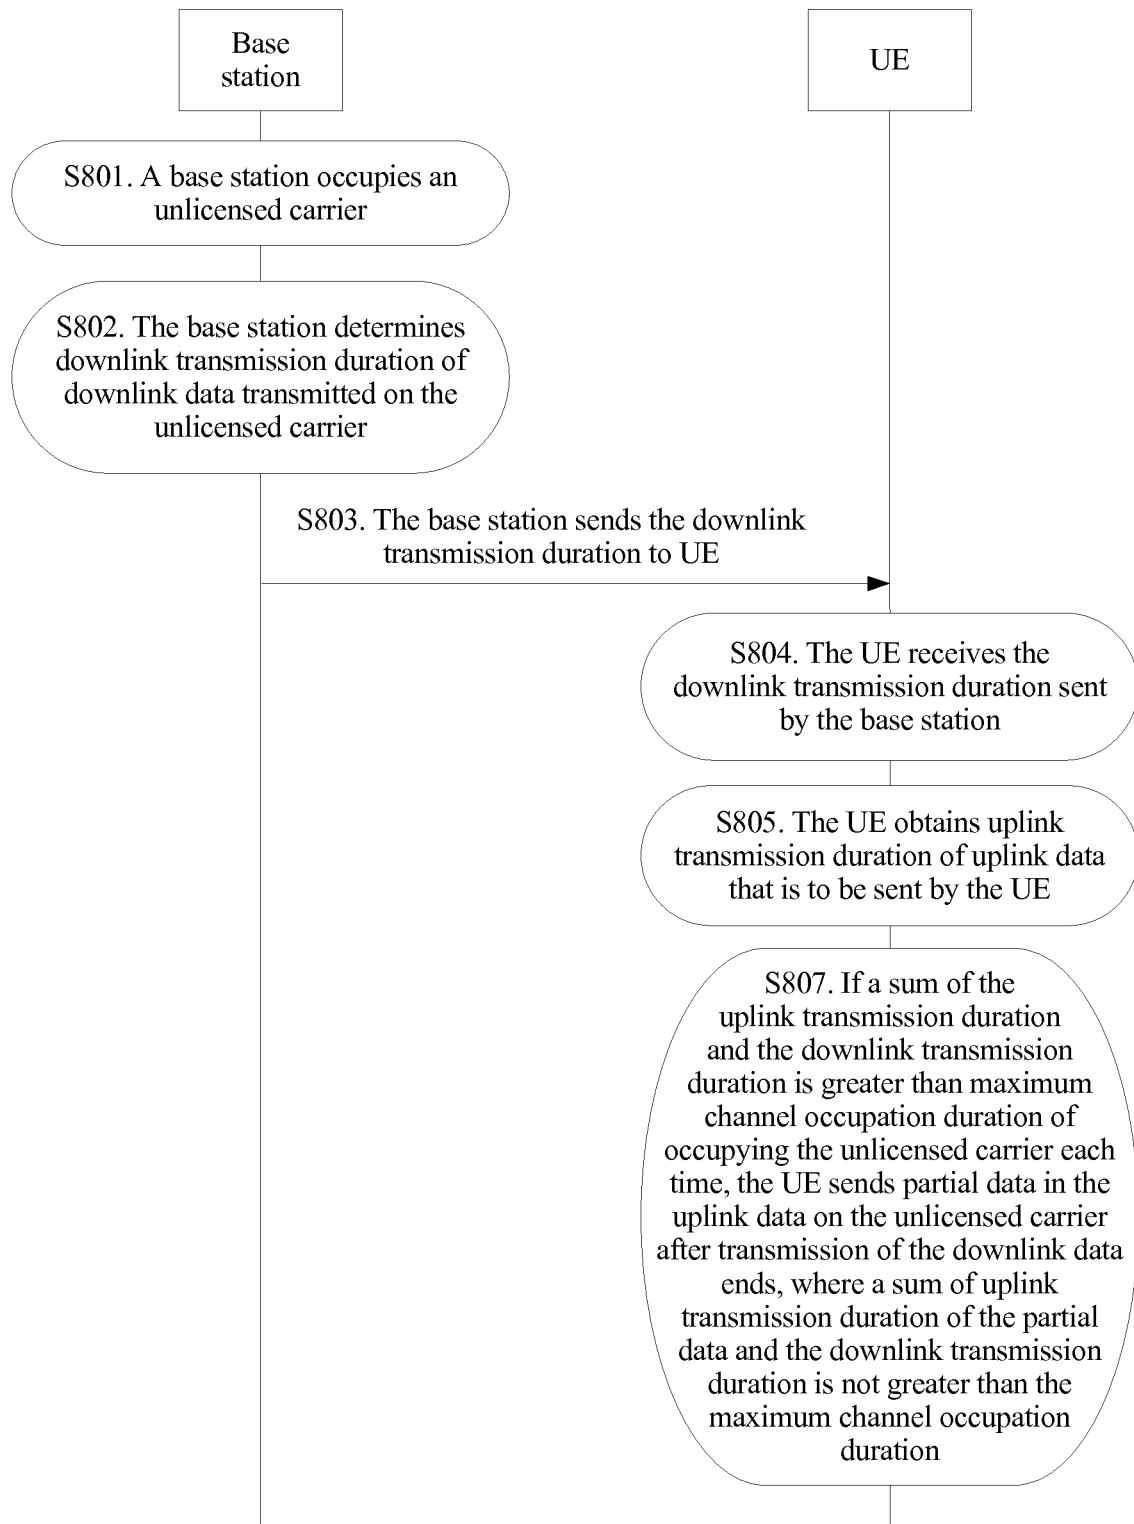 Base
station
UE
S801. A base station occupies an
unlicensed carrier
S802. The base station determines
downlink transmission duration of
downlink data transmitted on the
unlicensed carrier
S803. The base station sends the downlink
transmission duration to UE
S804. The UE receives the
downlink transmission duration sent
by the base station
S805. The UE obtains uplink
transmission duration of uplink data
that is to be sent by the UE
S807. If a sum of the
uplink transmission duration
and the downlink transmission
duration is greater than maximum
channel occupation duration of
occupying the unlicensed carrier each
time, the UE sends partial data in the
uplink data on the unlicensed carrier
after transmission of the downlink data
ends, where a sum of uplink
transmission duration of the partial
data and the downlink transmission
duration is not greater than the
maximum channel occupation
duration